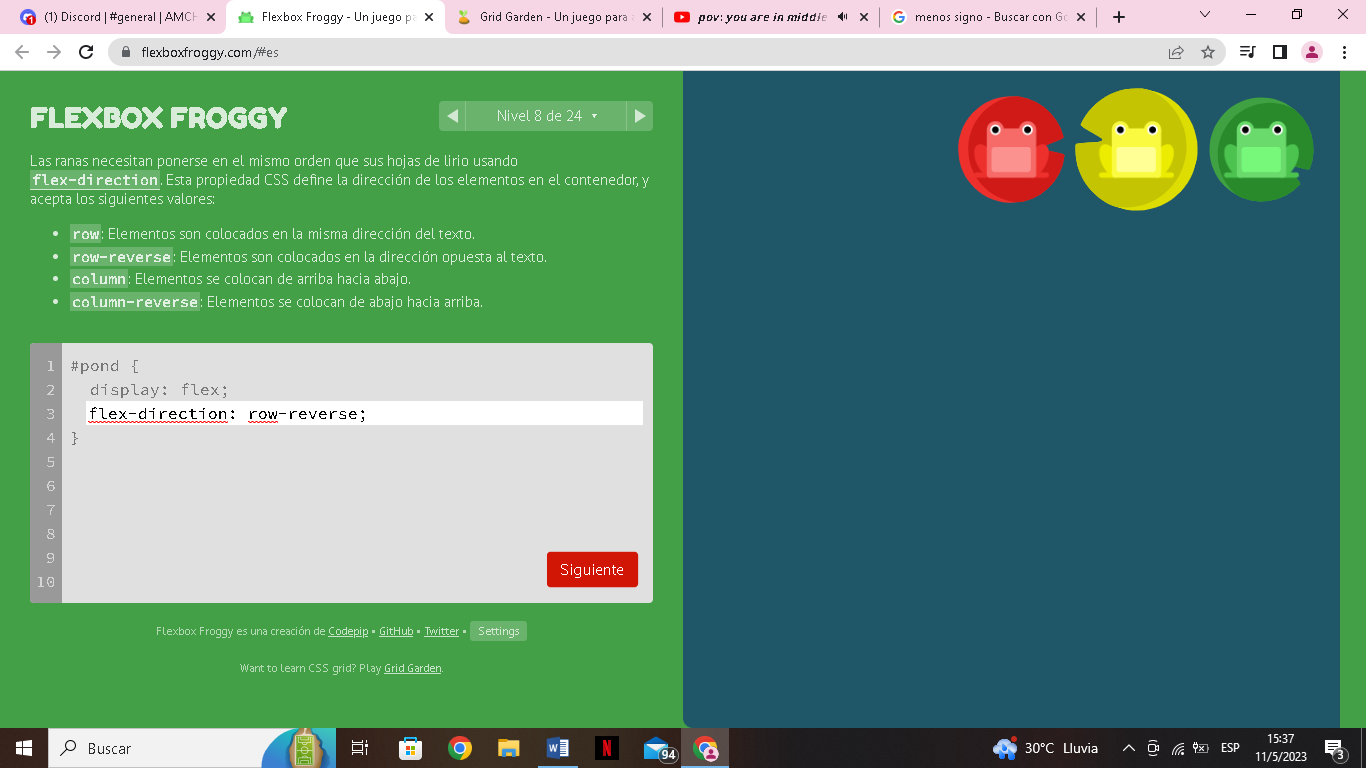 (1) Discord | #general | AMCH
Flexbox Froggy - Un juego pa
Grid Garden - Un juego para a
pov: you are in middle
menos signo - Buscar con Go
flexboxfroggy.com/#es
FLEXBOX FROGGY
Nivel 8 de 24
Las ranas necesitan ponerse en el mismo orden que sus hojas de lirio usando
flex-direction. Esta propiedad CSS define la dirección de los elementos en el contenedor, y
acepta los siguientes valores:
row: Elementos son colocados en la misma dirección del texto.
row-reverse: Elementos son colocados en la dirección opuesta al texto.
column: Elementos se colocan de arriba hacia abajo.
column-reverse: Elementos se colocan de abajo hacia arriba.
1 #pond {
2 display: flex;
3 flex-direction: row-reverse;
4 }
5
6
7
8
9
10
Siguiente
Flexbox Froggy es una creación de Codepip • GitHub • Twitter • Settings
Want to learn CSS grid? Play Grid Garden.
Buscar
94
30°C Lluvia
ESP
15:37
11/5/2023
3